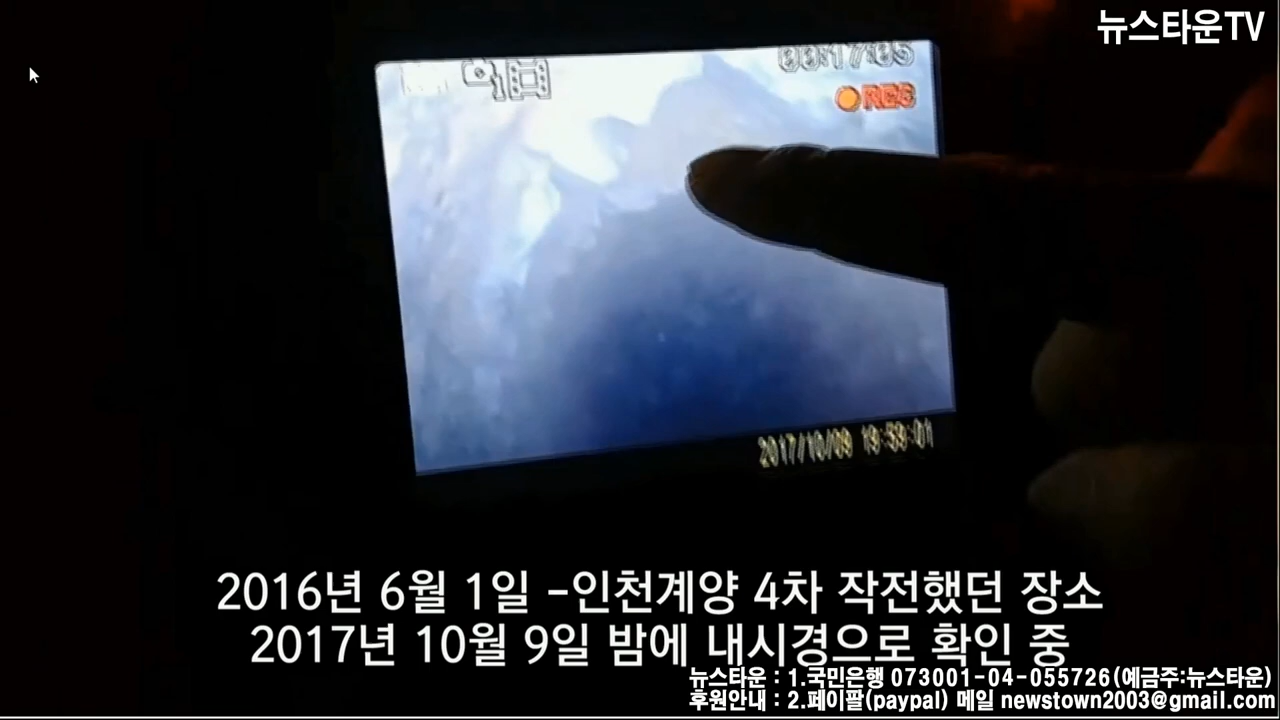 뉴스타운TV
00:17:05
REC
2017/10/09 19:59:01
2016년 6월 1일 -인천계양 4차 작전했던 장소
2017년 10월 9일 밤에 내시경으로 확인 중
뉴스타운 : 1.국민은행 073001-04-055726(예금주:뉴스타운)
후원안내 : 2.페이팔(paypal) 메일 newstown2003@gmail.com